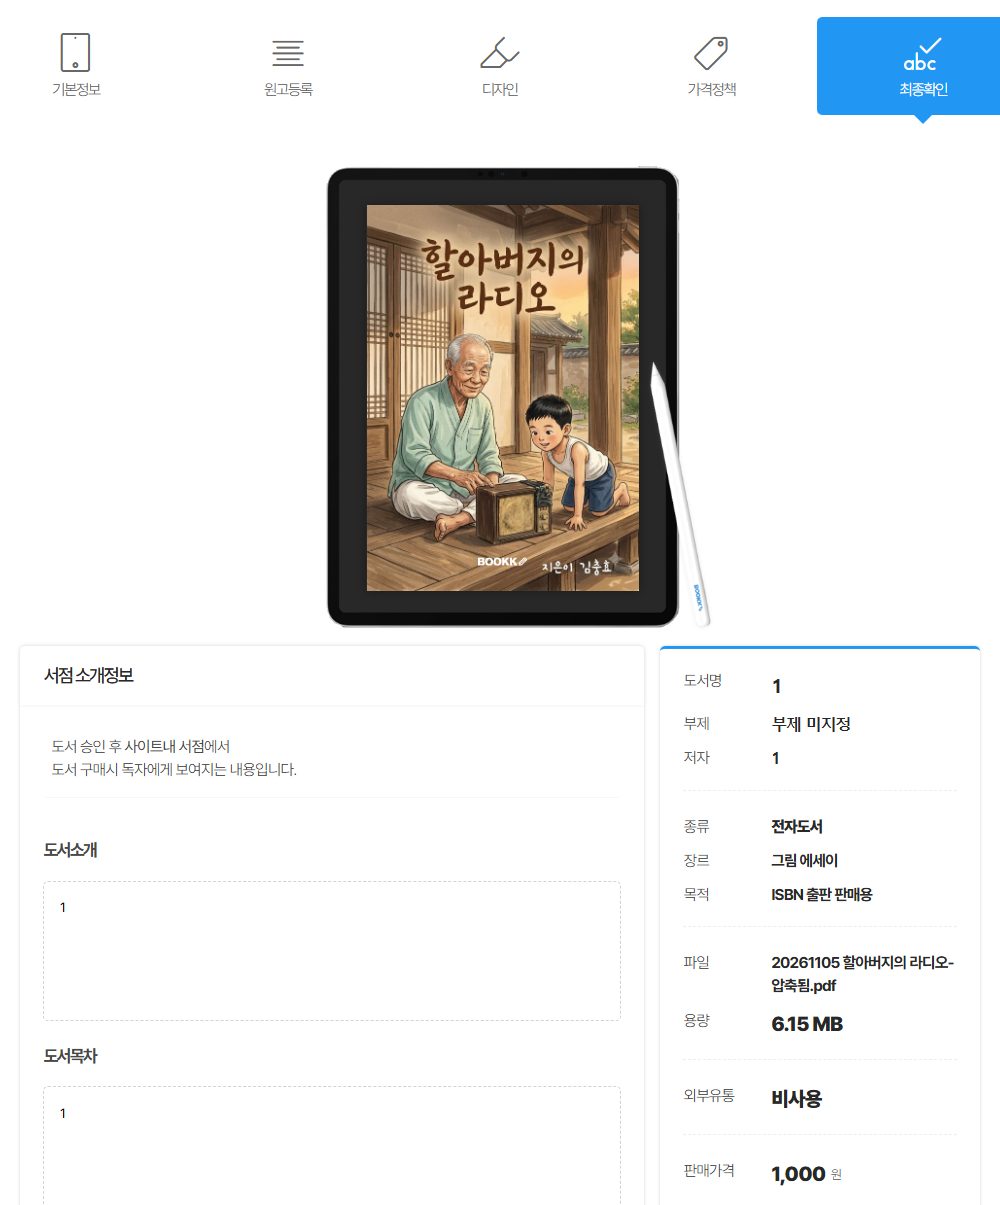 기본정보
원고등록
디자인
가격정책
abc
최종확인
할아버지의
라디오
BOOKK
지은이 김충효
BOOKK
서점 소개정보
도서 승인 후 사이트내 서점에서
도서 구매시 독자에게 보여지는 내용입니다.
도서소개
1
도서목차
1
도서명 1
부제 부제 미지정
저자 1
종류 전자도서
장르 그림 에세이
목적 ISBN 출판 판매용
파일 20261105 할아버지의 라디오-
압축됨.pdf
용량 6.15 MB
외부유통 비사용
판매가격 1,000 원